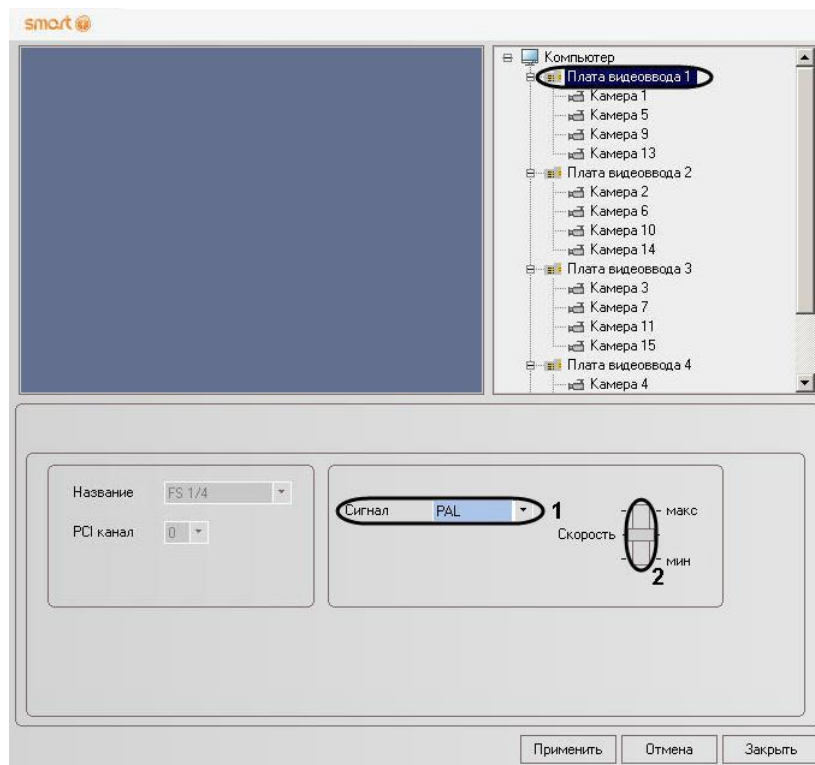 smart
Компьютер
Плата видеоввода 1
Камера 1
Камера 5
Камера 9
Камера 13
Плата видеоввода 2
Камера 2
Камера 6
Камера 10
Камера 14
Плата видеоввода 3
Камера 3
Камера 7
Камера 11
Камера 15
Плата видеоввода 4
Камера 4
Название FS 1/4
PCI канал 0
Сигнал PAL 1
Скорость
макс
мин
2
Применить Отмена Закрыть